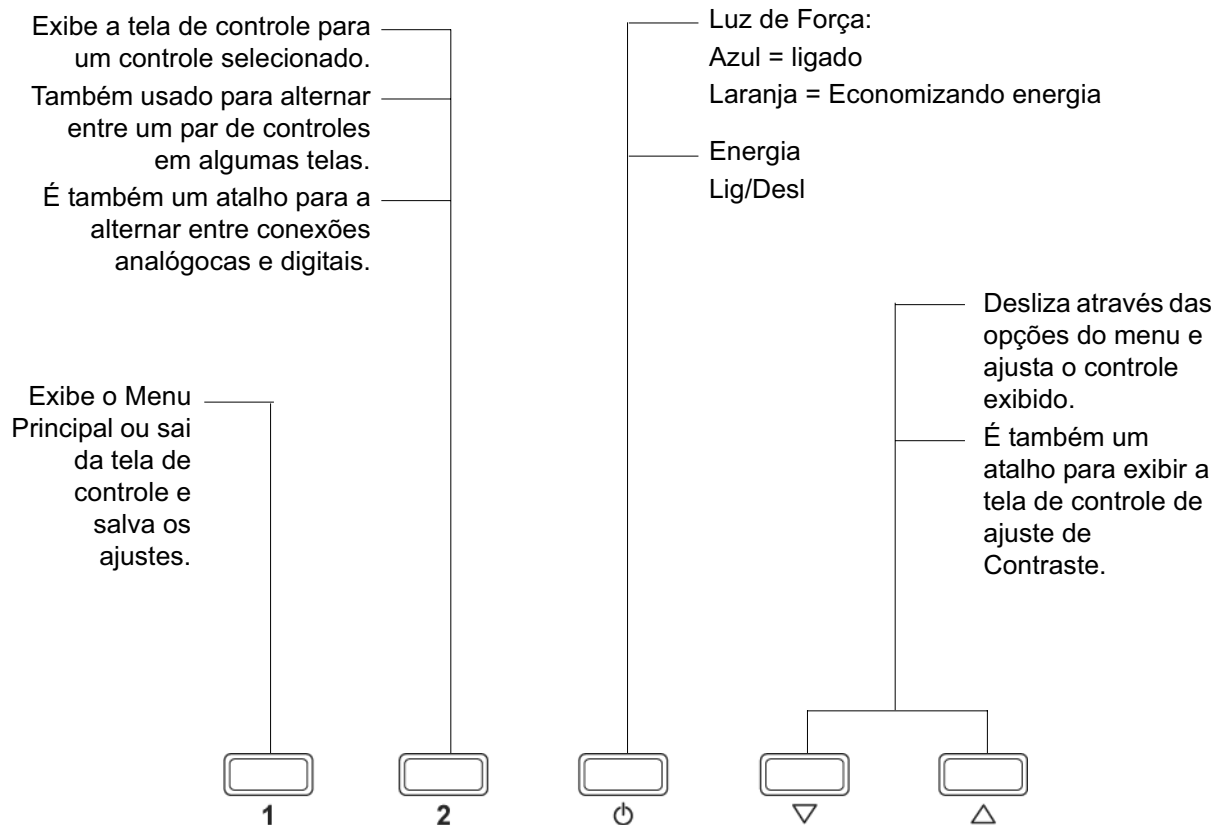 Exibe a tela de controle para
um controle selecionado.
Também usado para alternar
entre um par de controles
em algumas telas.
É também um atalho para a
alternar entre conexões
analógocas e digitais.
Luz de Força:
Azul = ligado
Laranja = Economizando energia
Energia
Lig/Desl
Desliza através das
opções do menu e
ajusta o controle
exibido.
É também um
atalho para exibir a
tela de controle de
ajuste de
Contraste.
Exibe o Menu
Principal ou sai
da tela de
controle e
salva os
ajustes.
1
2